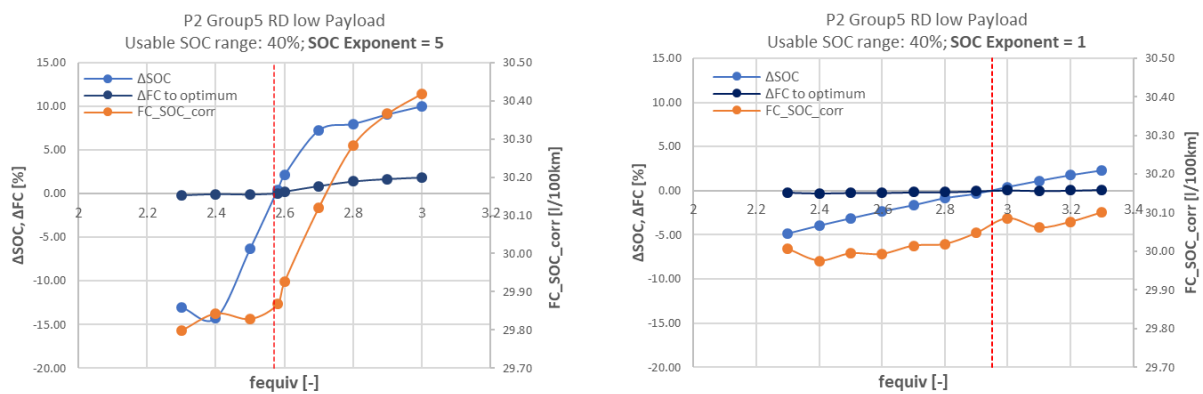 P2 Group5 RD low Payload
Usable SOC range: 40%; SOC Exponent = 5
15.00
10.00
5.00
0.00
-5.00
-10.00
-15.00
-20.00
30.50
30.40
30.30
30.20
30.10
30.00
29.90
29.80
29.70
ΔSOC
ΔFC to optimum
FC_SOC_corr
2 2.2 2.4 2.6 2.8 3 3.2
ΔSOC, ΔFC [%]
FC_SOC_corr [l/100km]
fequiv [-]
P2 Group5 RD low Payload
Usable SOC range: 40%; SOC Exponent = 1
15.00
10.00
5.00
0.00
-5.00
-10.00
-15.00
-20.00
30.50
30.40
30.30
30.20
30.10
30.00
29.90
29.80
29.70
ΔSOC
ΔFC to optimum
FC_SOC_corr
2 2.2 2.4 2.6 2.8 3 3.2 3.4
ΔSOC, ΔFC [%]
FC_SOC_corr [l/100km]
fequiv [-]